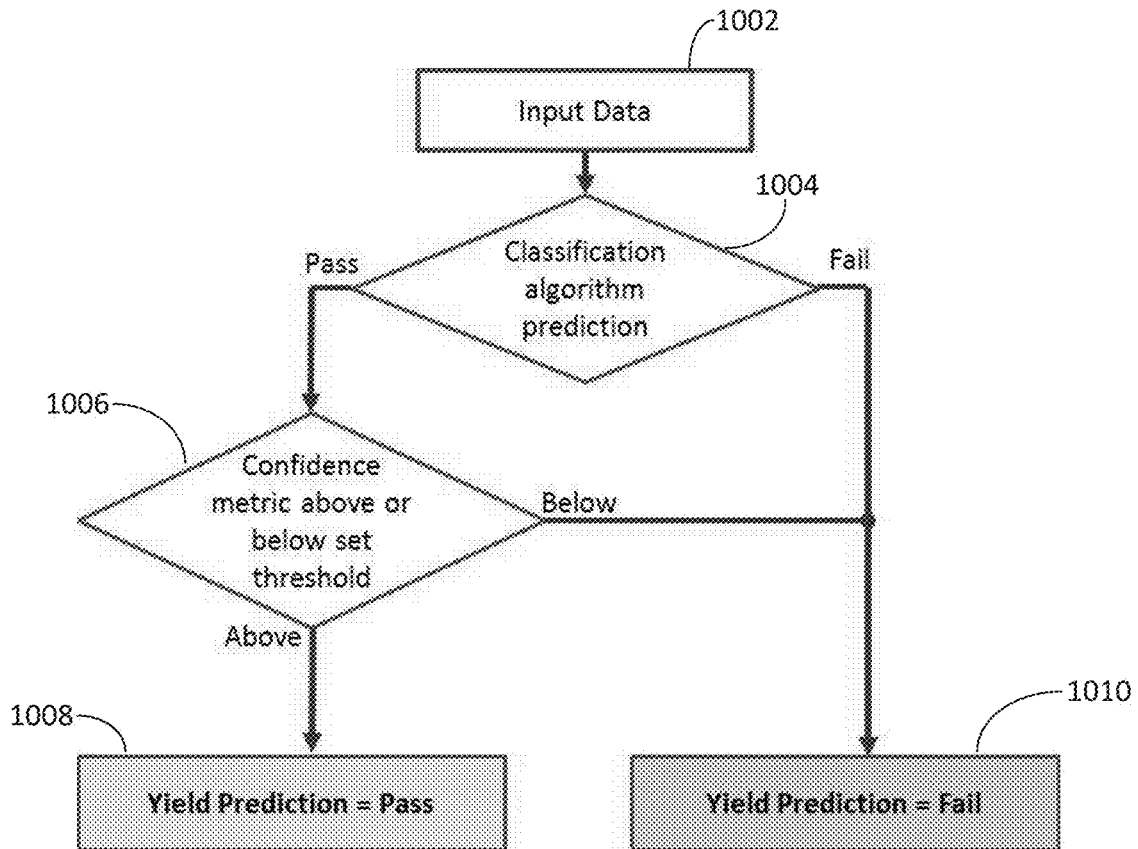 1002
Input Data
1004
Classification
algorithm
prediction
Pass
Fail
1006
Confidence
metric above or
below set
threshold
Below
Above
1008
1010
Yield Prediction = Pass
Yield Prediction = Fail